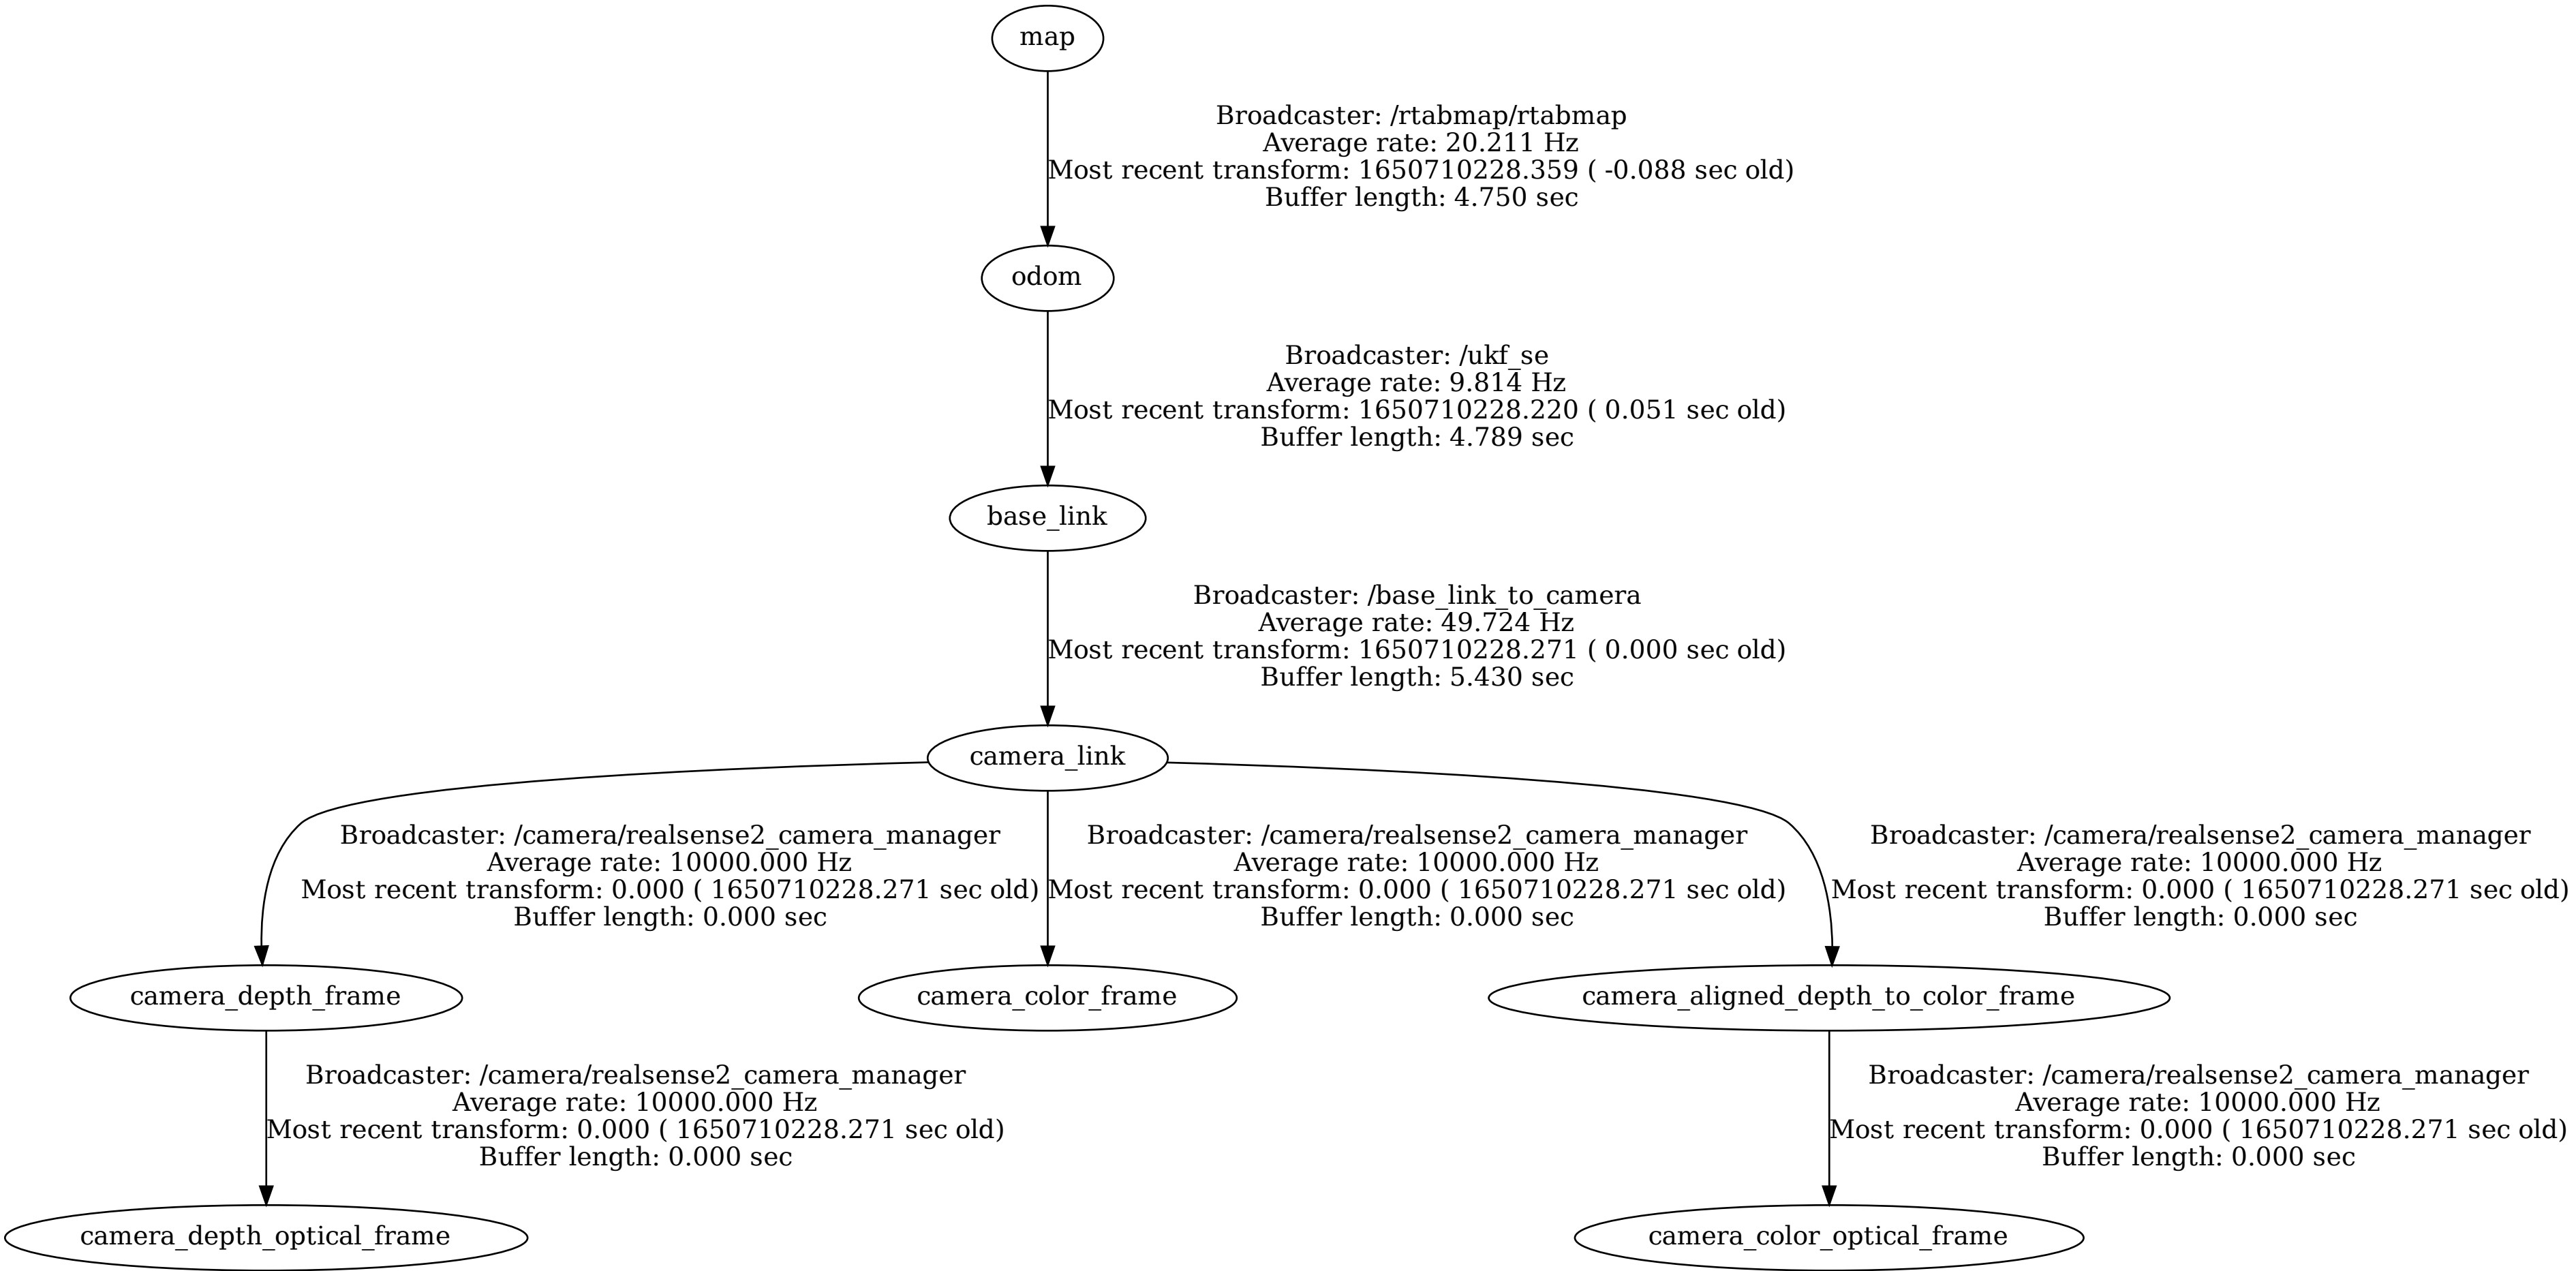 map
Broadcaster: /rtabmap/rtabmap
Average rate: 20.211 Hz
Most recent transform: 1650710228.359 ( -0.088 sec old)
Buffer length: 4.750 sec
odom
Broadcaster: /ukf_se
Average rate: 9.814 Hz
Most recent transform: 1650710228.220 ( 0.051 sec old)
Buffer length: 4.789 sec
base_link
Broadcaster: /base_link_to_camera
Average rate: 49.724 Hz
Most recent transform: 1650710228.271 ( 0.000 sec old)
Buffer length: 5.430 sec
camera_link
Broadcaster: /camera/realsense2_camera_manager
Average rate: 10000.000 Hz
Most recent transform: 0.000 ( 1650710228.271 sec old)
Buffer length: 0.000 sec
Broadcaster: /camera/realsense2_camera_manager
Average rate: 10000.000 Hz
Most recent transform: 0.000 ( 1650710228.271 sec old)
Buffer length: 0.000 sec
Broadcaster: /camera/realsense2_camera_manager
Average rate: 10000.000 Hz
Most recent transform: 0.000 ( 1650710228.271 sec old)
Buffer length: 0.000 sec
camera_depth_frame
camera_color_frame
camera_aligned_depth_to_color_frame
Broadcaster: /camera/realsense2_camera_manager
Average rate: 10000.000 Hz
Most recent transform: 0.000 ( 1650710228.271 sec old)
Buffer length: 0.000 sec
Broadcaster: /camera/realsense2_camera_manager
Average rate: 10000.000 Hz
Most recent transform: 0.000 ( 1650710228.271 sec old)
Buffer length: 0.000 sec
camera_depth_optical_frame
camera_color_optical_frame